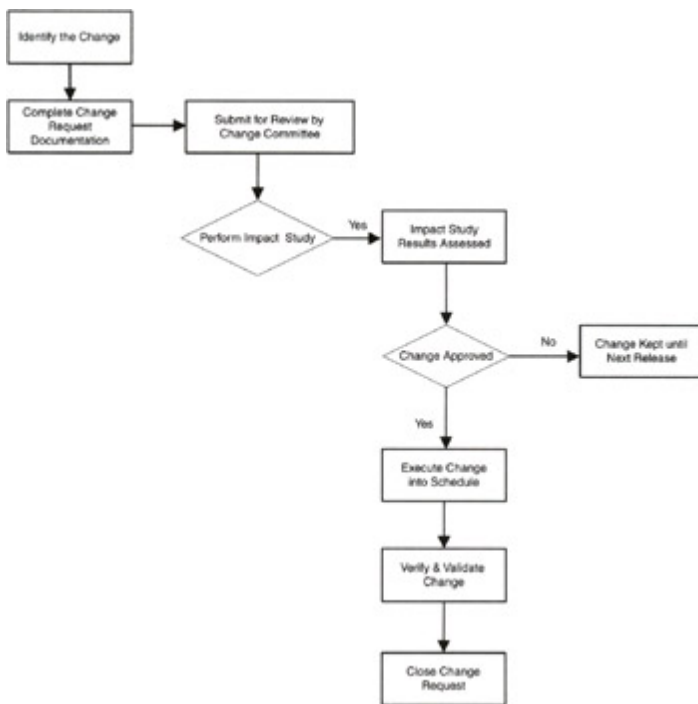 Identify the Change
Complete Change
Request
Documentation
Submit for Review by
Change Committee
Perform Impact Study
Yes
Impact Study
Results Assessed
Change Approved
No
Change Kept until
Next Release
Yes
Execute Change
into Schedule
Verify & Validate
Change
Close Change
Request